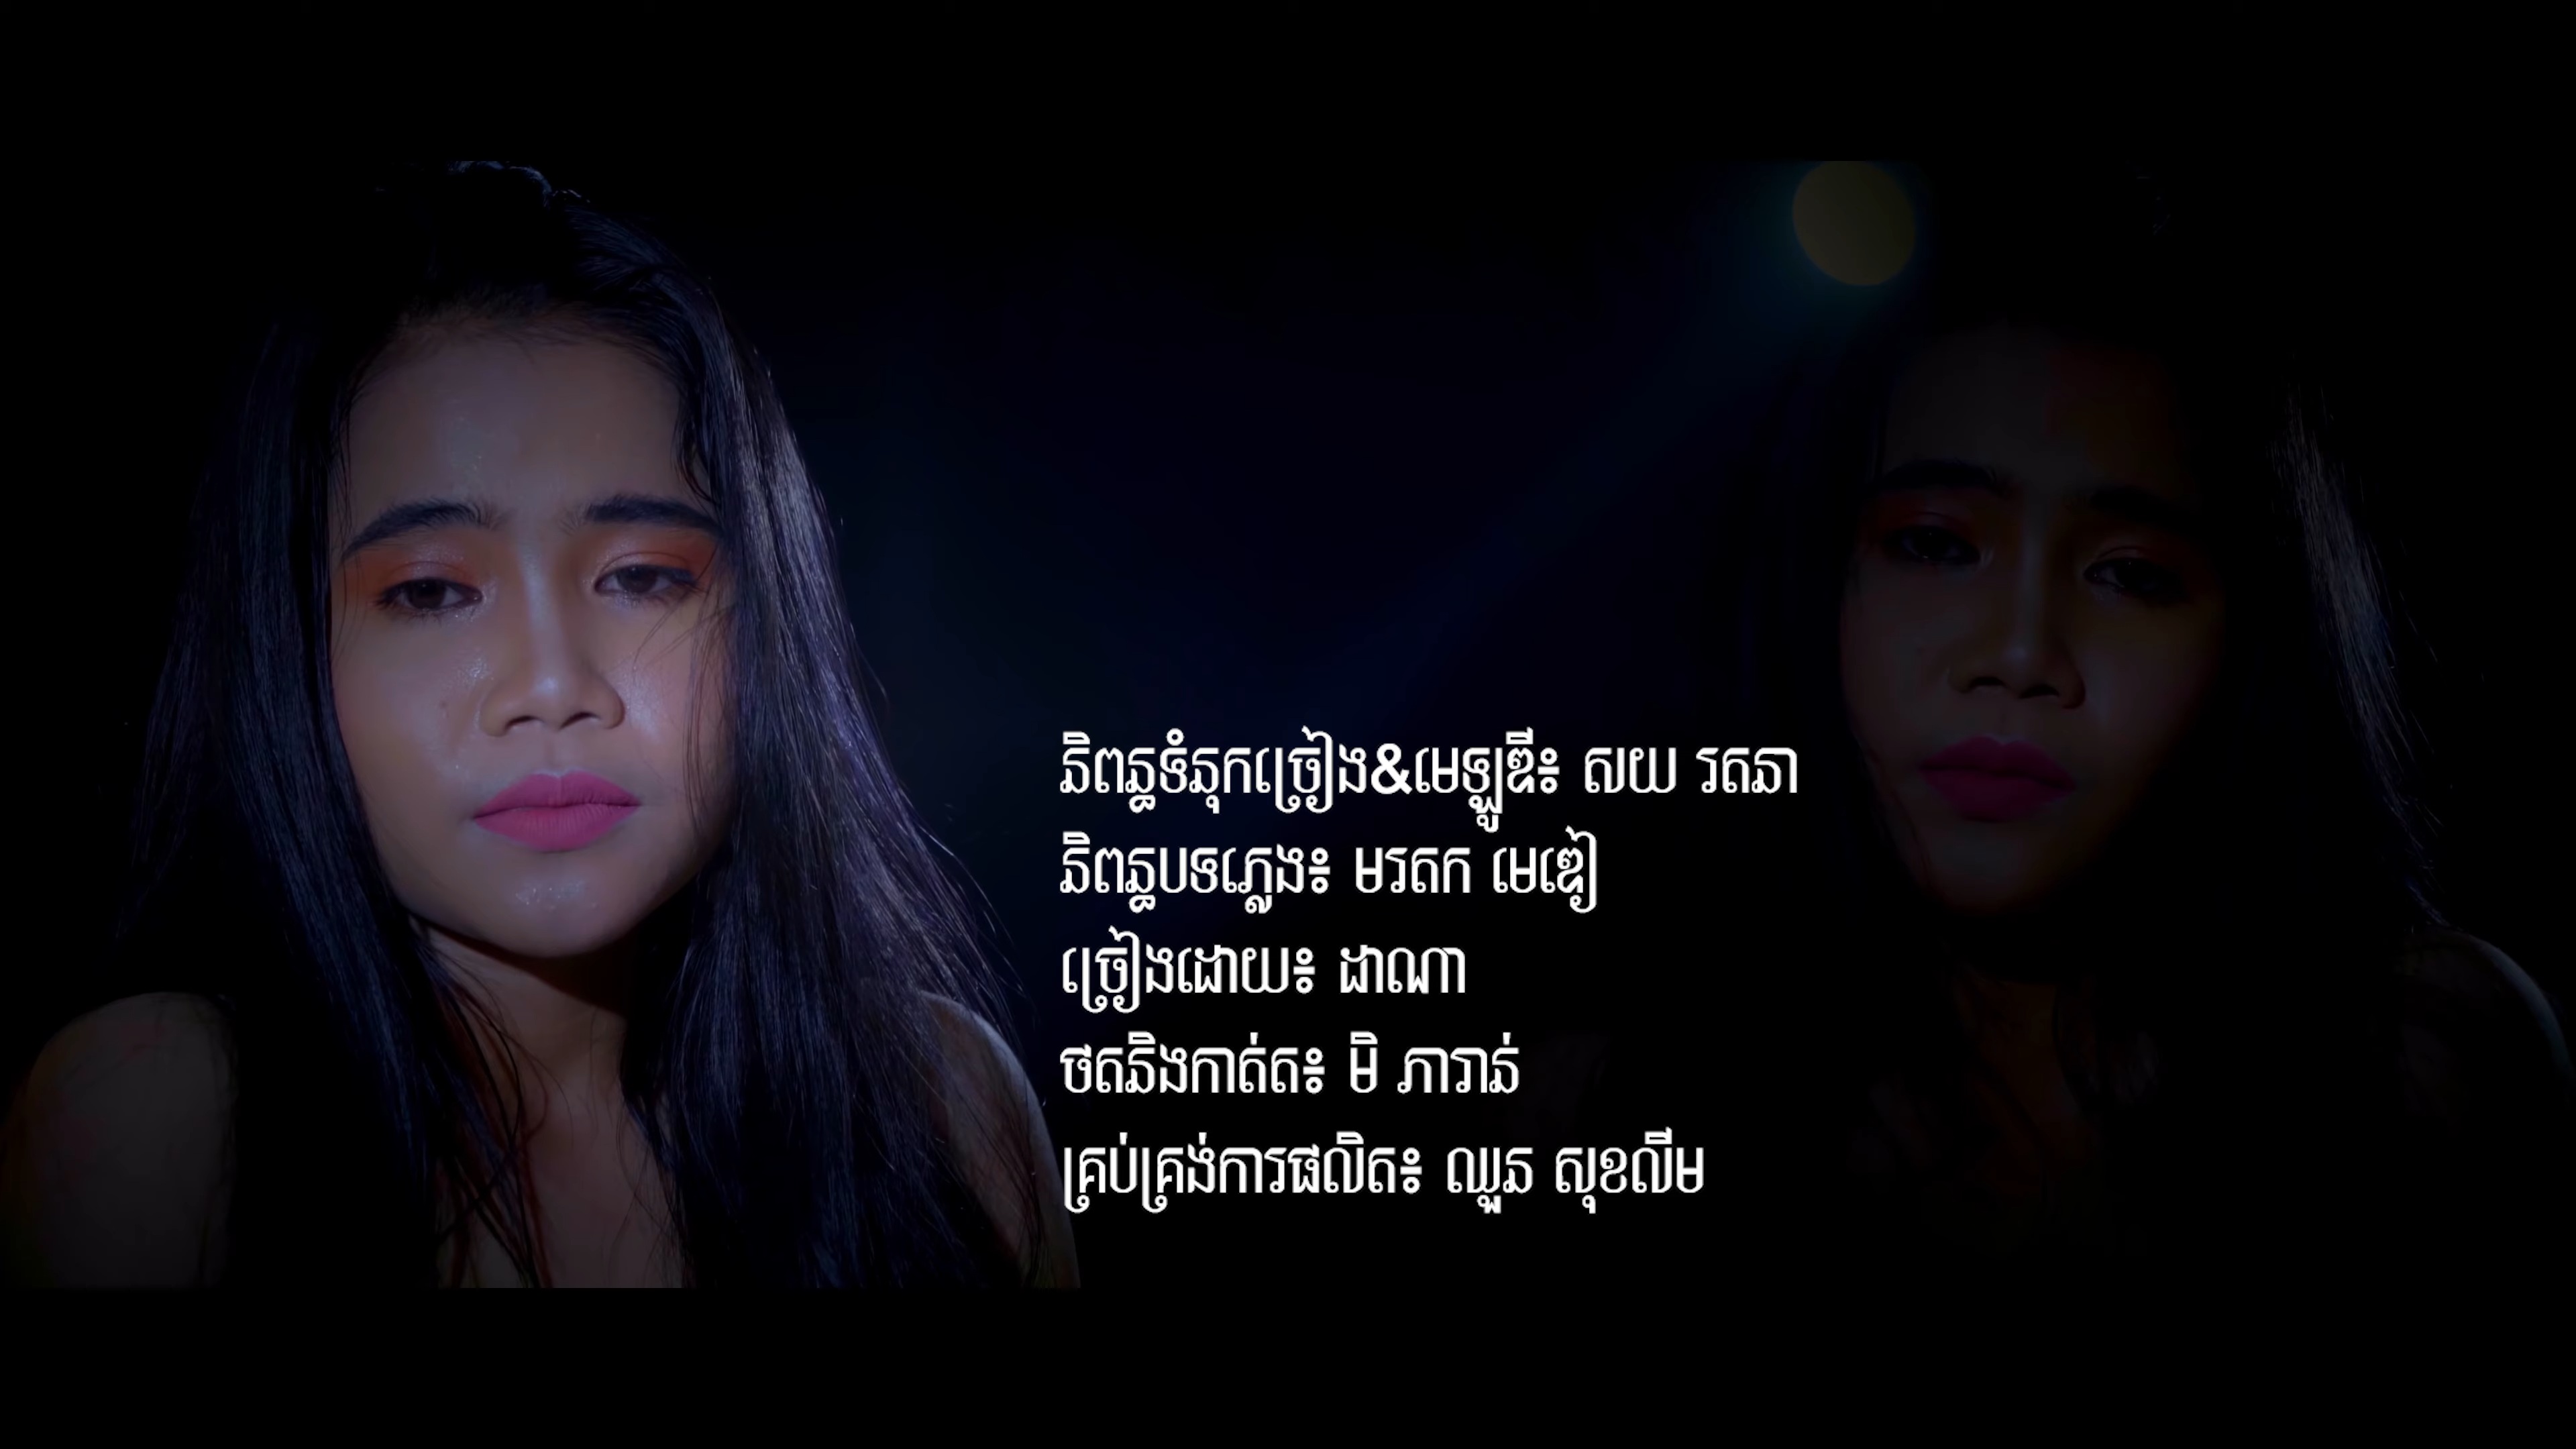 និពន្ធទំនុកច្រៀង&មេឡូឌី៖ សយ រតនា
និពន្ធបទភ្លេង៖ មរតក មេឌៀ
ច្រៀងដោយ៖ ដាណា
ថតនិងកាត់ត៖ មិ ភារាន់
គ្រប់គ្រង់ការផលិត៖ ឈួន សុខលីម